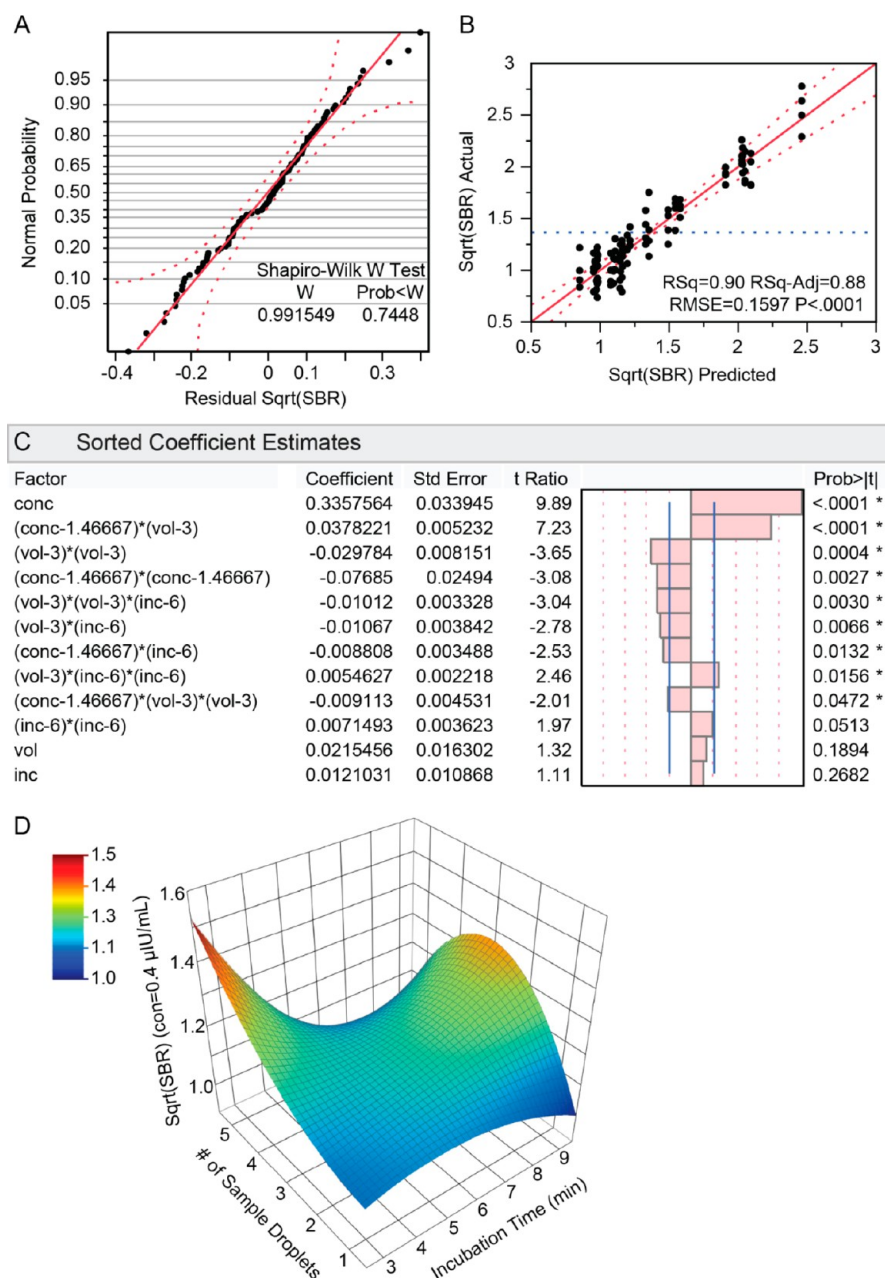 A
Normal Probability
0.95
0.90
0.80
0.65
0.50
0.35
0.20
0.10
0.05
Shapiro-Wilk W Test
W Prob<W
0.991549 0.7448
-0.4 -0.2 0 0.2 0.4
Residual Sqrt(SBR)
B
Sqrt(SBR) Actual
3
2.5
2
1.5
1
0.5
RSq=0.90 RSq-Adj=0.88
RMSE=0.1597 P<.0001
0.5 1 1.5 2 2.5 3
Sqrt(SBR) Predicted
C Sorted Coefficient Estimates
Factor Coefficient Std Error t Ratio Prob>|t|
conc 0.3357564 0.033945 9.89 <.0001 *
(conc-1.46667)*(vol-3) 0.0378221 0.005232 7.23 <.0001 *
(vol-3)*(vol-3) -0.029784 0.008151 -3.65 0.0004 *
(conc-1.46667)*(conc-1.46667) -0.07685 0.02494 -3.08 0.0027 *
(vol-3)*(vol-3)*(inc-6) -0.01012 0.003328 -3.04 0.0030 *
(vol-3)*(inc-6) -0.01067 0.003842 -2.78 0.0066 *
(conc-1.46667)*(inc-6) -0.008808 0.003488 -2.53 0.0132 *
(vol-3)*(inc-6)*(inc-6) 0.0054627 0.002218 2.46 0.0156 *
(conc-1.46667)*(vol-3)*(vol-3) -0.009113 0.004531 -2.01 0.0472 *
(inc-6)*(inc-6) 0.0071493 0.003623 1.97 0.0513
vol 0.0215456 0.016302 1.32 0.1894
inc 0.0121031 0.010868 1.11 0.2682
D
1.5
1.4
1.3
1.2
1.1
1.0
Sqrt(SBR) (con=0.4 µIU/mL)
1.6
1.4
1.2
1.0
# of Sample Droplets
5
4
3
2
1
3 4 5 6 7 8 9
Incubation Time (min)